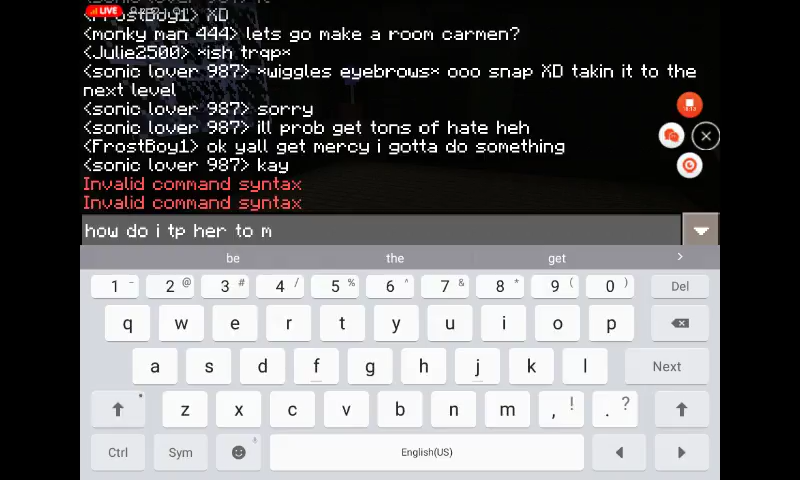 <FrostBoy1> XD
LIVE
<monky man 444> lets go make a room carmen?
<Julie2500> *ish trqp*
<sonic lover 987> *wiggles eyebrows* ooo snap XD takin it to the
next level
<sonic lover 987> sorry
<sonic lover 987> ill prob get tons of hate heh
<FrostBoy1> ok yall get mercy i gotta do something
<sonic lover 987> kay
Invalid command syntax
Invalid command syntax
how do i tp her to m
be the get >
1 - 2 @ 3 # 4 / 5 % 6 ^ 7 & 8 * 9 ( 0 ) Del
q w e r t y u i o p
a s d f g h j k l Next
z x c v b n m , ! . ?
Ctrl Sym English(US)